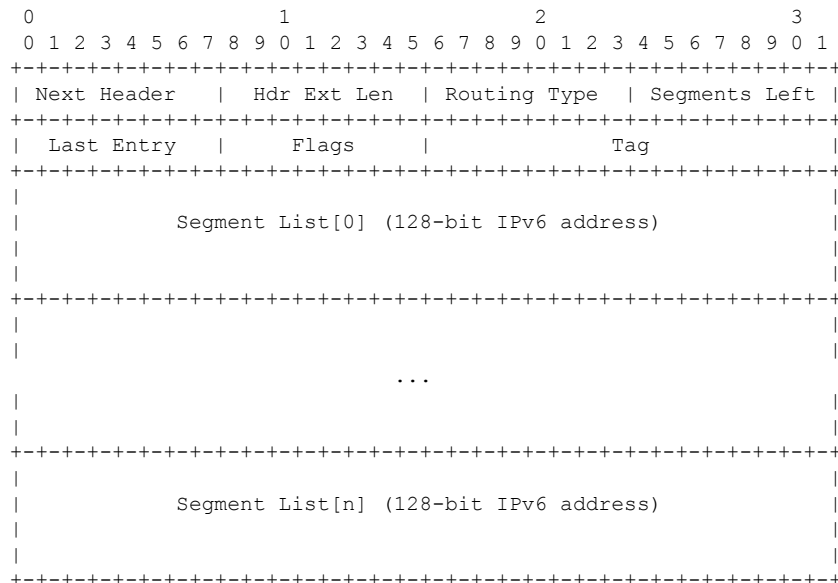 0                   1                   2                   3
0 1 2 3 4 5 6 7 8 9 0 1 2 3 4 5 6 7 8 9 0 1 2 3 4 5 6 7 8 9 0 1
+-+-+-+-+-+-+-+-+-+-+-+-+-+-+-+-+-+-+-+-+-+-+-+-+-+-+-+-+-+-+-+-+
| Next Header   |  Hdr Ext Len  | Routing Type  | Segments Left |
+-+-+-+-+-+-+-+-+-+-+-+-+-+-+-+-+-+-+-+-+-+-+-+-+-+-+-+-+-+-+-+-+
|  Last Entry   |     Flags     |              Tag              |
+-+-+-+-+-+-+-+-+-+-+-+-+-+-+-+-+-+-+-+-+-+-+-+-+-+-+-+-+-+-+-+-+
|                                                               |
|            Segment List[0] (128-bit IPv6 address)             |
|                                                               |
|                                                               |
+-+-+-+-+-+-+-+-+-+-+-+-+-+-+-+-+-+-+-+-+-+-+-+-+-+-+-+-+-+-+-+-+
|                                                               |
|                                                               |
...
|                                                               |
|                                                               |
+-+-+-+-+-+-+-+-+-+-+-+-+-+-+-+-+-+-+-+-+-+-+-+-+-+-+-+-+-+-+-+-+
|                                                               |
|            Segment List[n] (128-bit IPv6 address)             |
|                                                               |
|                                                               |
+-+-+-+-+-+-+-+-+-+-+-+-+-+-+-+-+-+-+-+-+-+-+-+-+-+-+-+-+-+-+-+-+